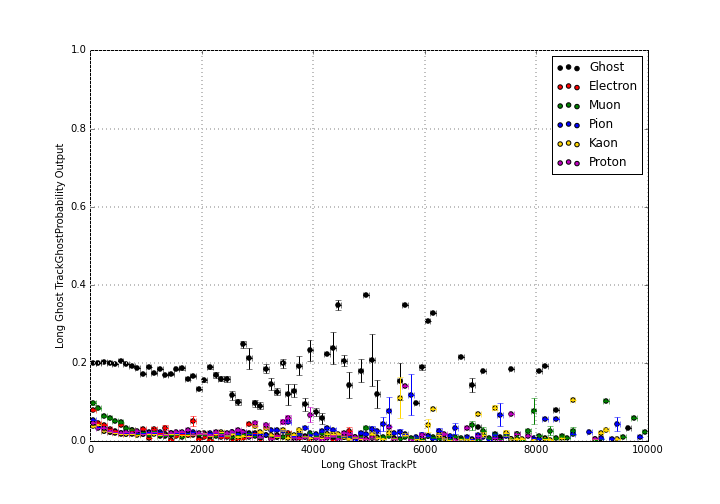 1.0
0.8
0.6
0.4
0.2
0.0
Long Ghost TrackGhostProbability Output
Ghost
Electron
Muon
Pion
Kaon
Proton
0 2000 4000 6000 8000 10000
Long Ghost TrackPt